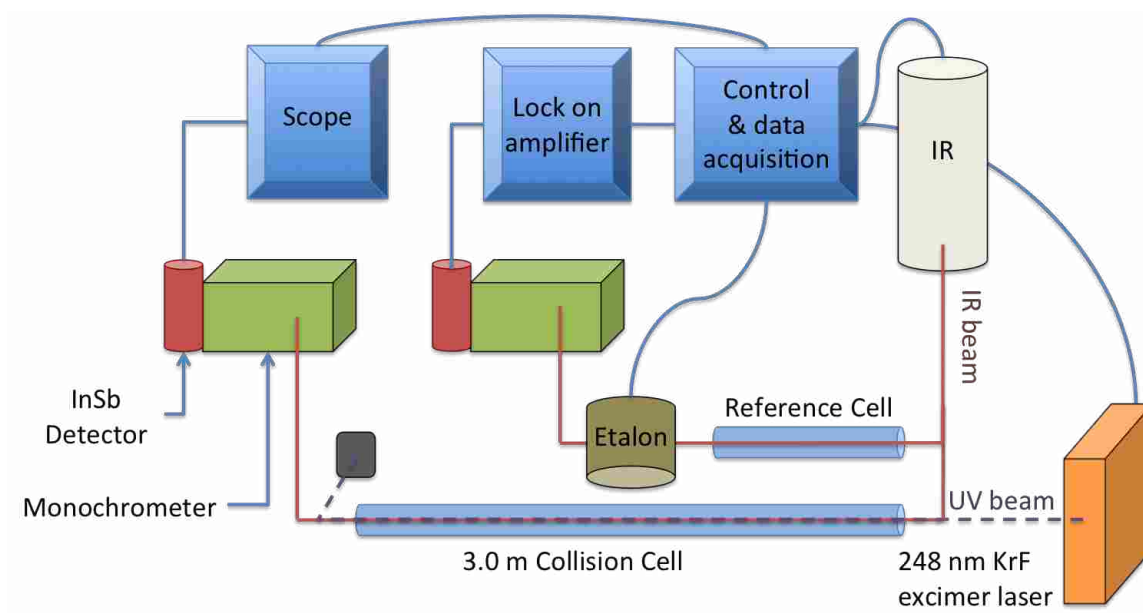 Scope
Lock on
amplifier
Control
& data
acquisition
IR
IR beam
InSb
Detector
Reference Cell
Etalon
Monochrometer
UV beam
3.0 m Collision Cell
248 nm KrF
excimer laser